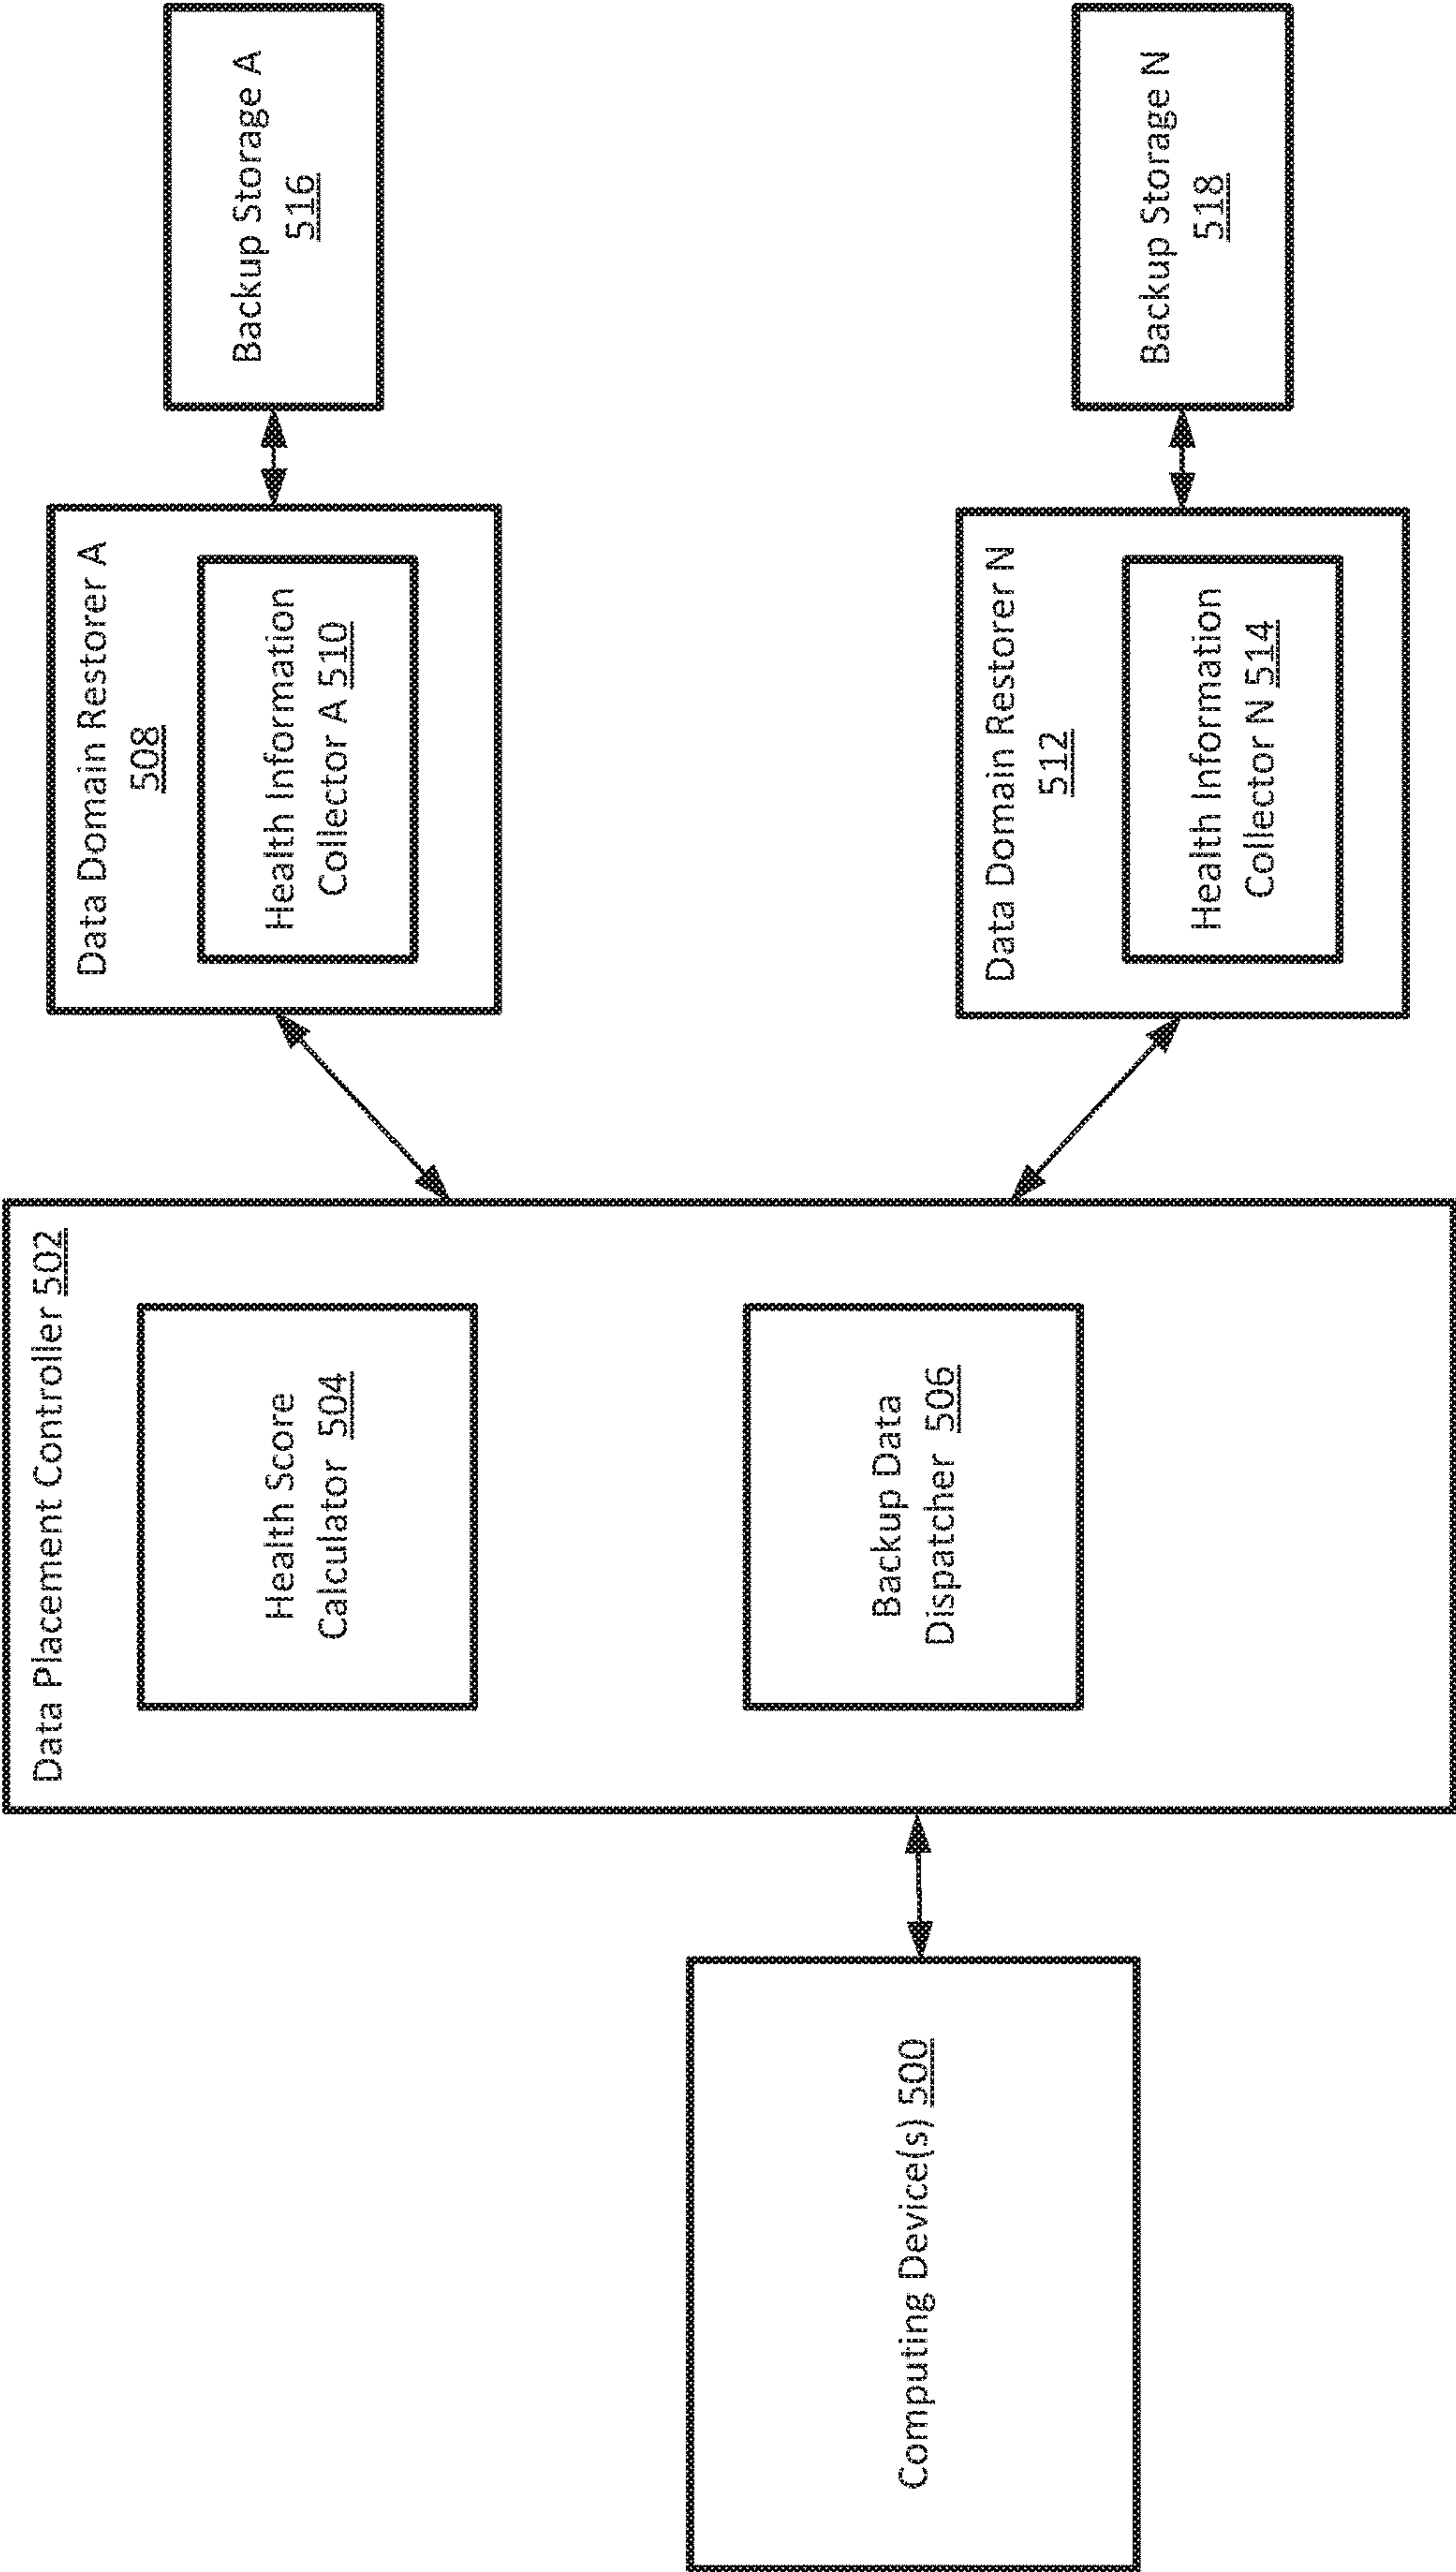 Computing Device(s) 500
Data Placement Controller 502
Health Score
Calculator 504
Backup Data
Dispatcher 506
Data Domain Restorer A
508
Health Information
Collector A 510
Data Domain Restorer N
512
Health Information
Collector N 514
Backup Storage A
516
Backup Storage N
518